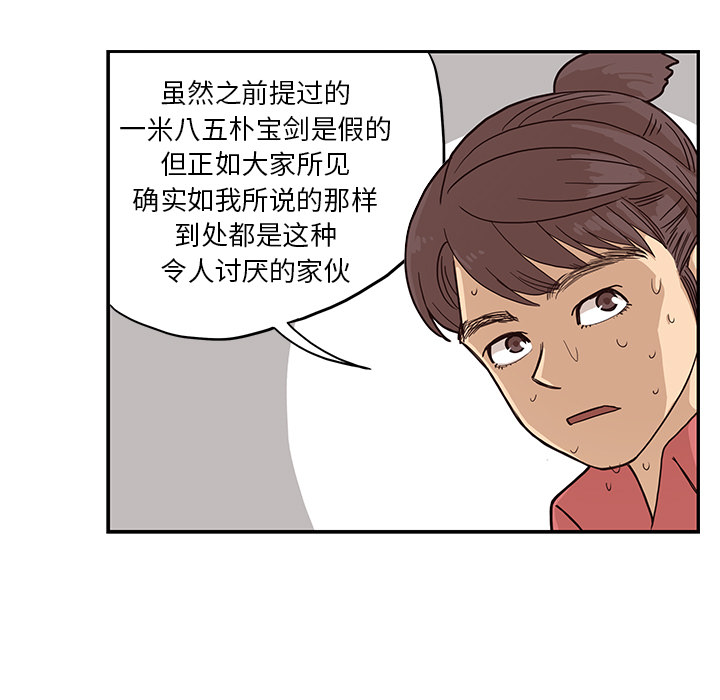 虽然之前提过的
一米八五朴宝剑是假的
但正如大家所见
确实如我所说的那样
到处都是这种
令人讨厌的家伙